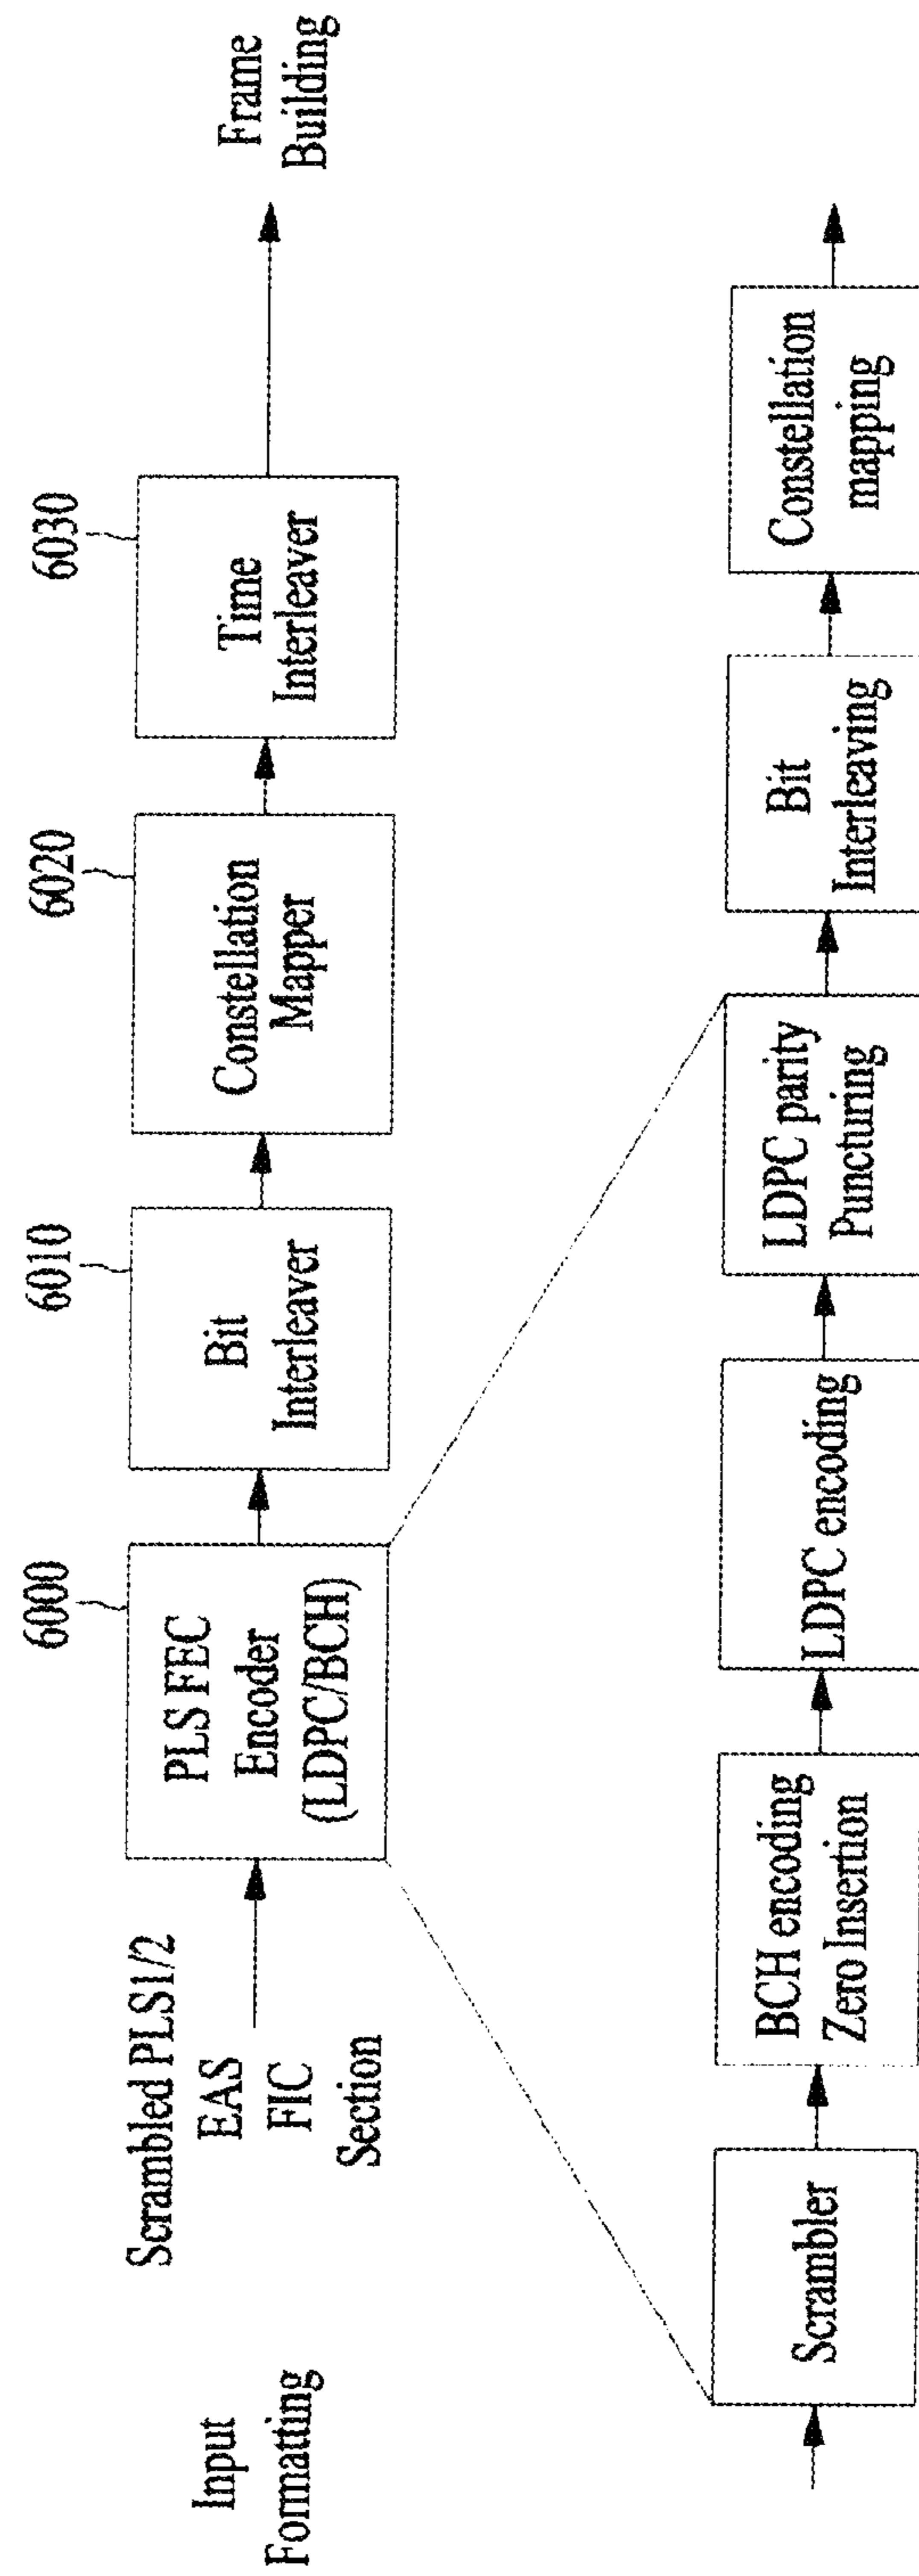 Input
Formatting
Scrambled PLS1/2
EAS
FIC
Section
6000
PLS FEC
Encoder
(LDPC/BCH)
6010
Bit
Interleaver
6020
Constellation
Mapper
6030
Time
Interleaver
Frame
Building
Scrambler
BCH encoding
Zero Insertion
LDPC encoding
LDPC parity
Puncturing
Bit
Interleaving
Constellation
mapping